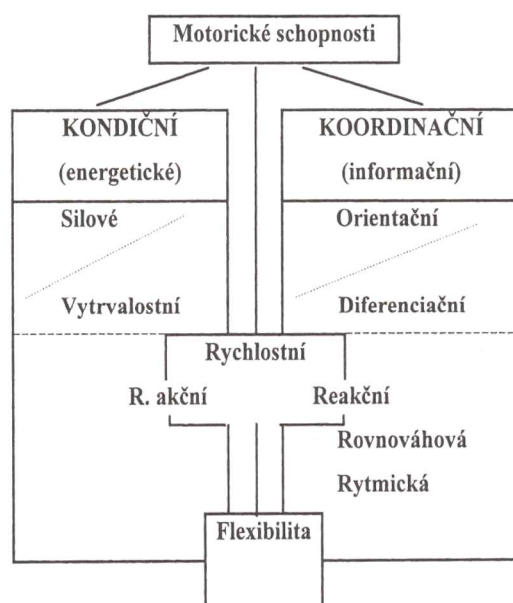 Motorické schopnosti
KONDIČNÍ
(energetické)
KOORDINAČNÍ
(informační)
Silové
Orientační
Vytrvalostní
Diferenciační
Rychlostní
R. akční
Reakční
Rovnováhová
Rytmická
Flexibilita